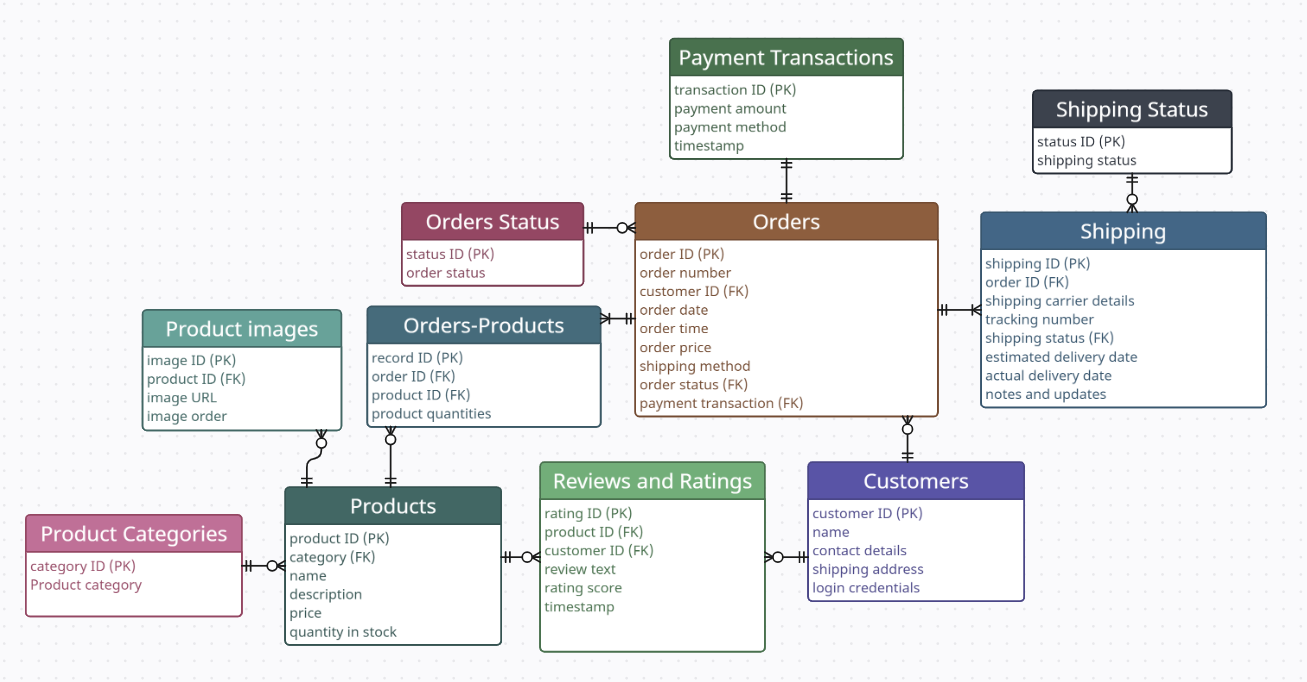 Payment Transactions
transaction ID (PK)
payment amount
payment method
timestamp
Shipping Status
status ID (PK)
shipping status
Orders Status
status ID (PK)
order status
Orders
order ID (PK)
order number
customer ID (FK)
order date
order time
order price
shipping method
order status (FK)
payment transaction (FK)
Shipping
shipping ID (PK)
order ID (FK)
shipping carrier details
tracking number
shipping status (FK)
estimated delivery date
actual delivery date
notes and updates
Product images
image ID (PK)
product ID (FK)
image URL
image order
Orders-Products
record ID (PK)
order ID (FK)
product ID (FK)
product quantities
Product Categories
category ID (PK)
Product category
Products
product ID (PK)
category (FK)
name
description
price
quantity in stock
Reviews and Ratings
rating ID (PK)
product ID (FK)
customer ID (FK)
review text
rating score
timestamp
Customers
customer ID (PK)
name
contact details
shipping address
login credentials